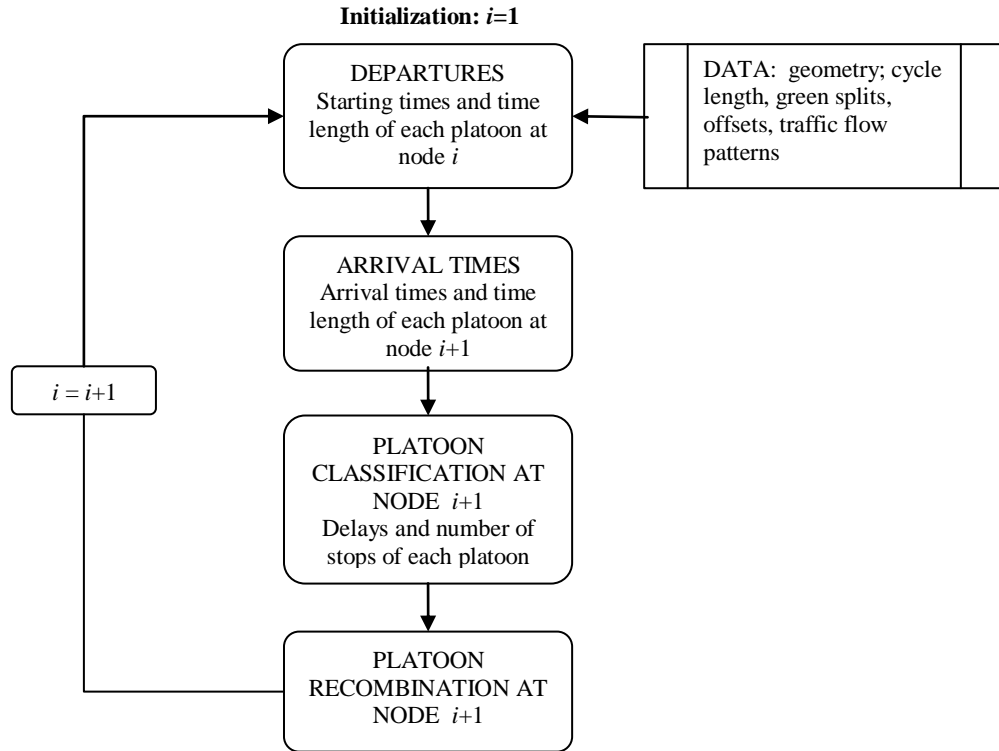 Initialization: i=1
DEPARTURES
Starting times and time
length of each platoon at
node i
DATA: geometry; cycle
length, green splits,
offsets, traffic flow
patterns
ARRIVAL TIMES
Arrival times and time
length of each platoon at
node i+1
i = i+1
PLATOON
CLASSIFICATION AT
NODE i+1
Delays and number of
stops of each platoon
PLATOON
RECOMBINATION AT
NODE i+1